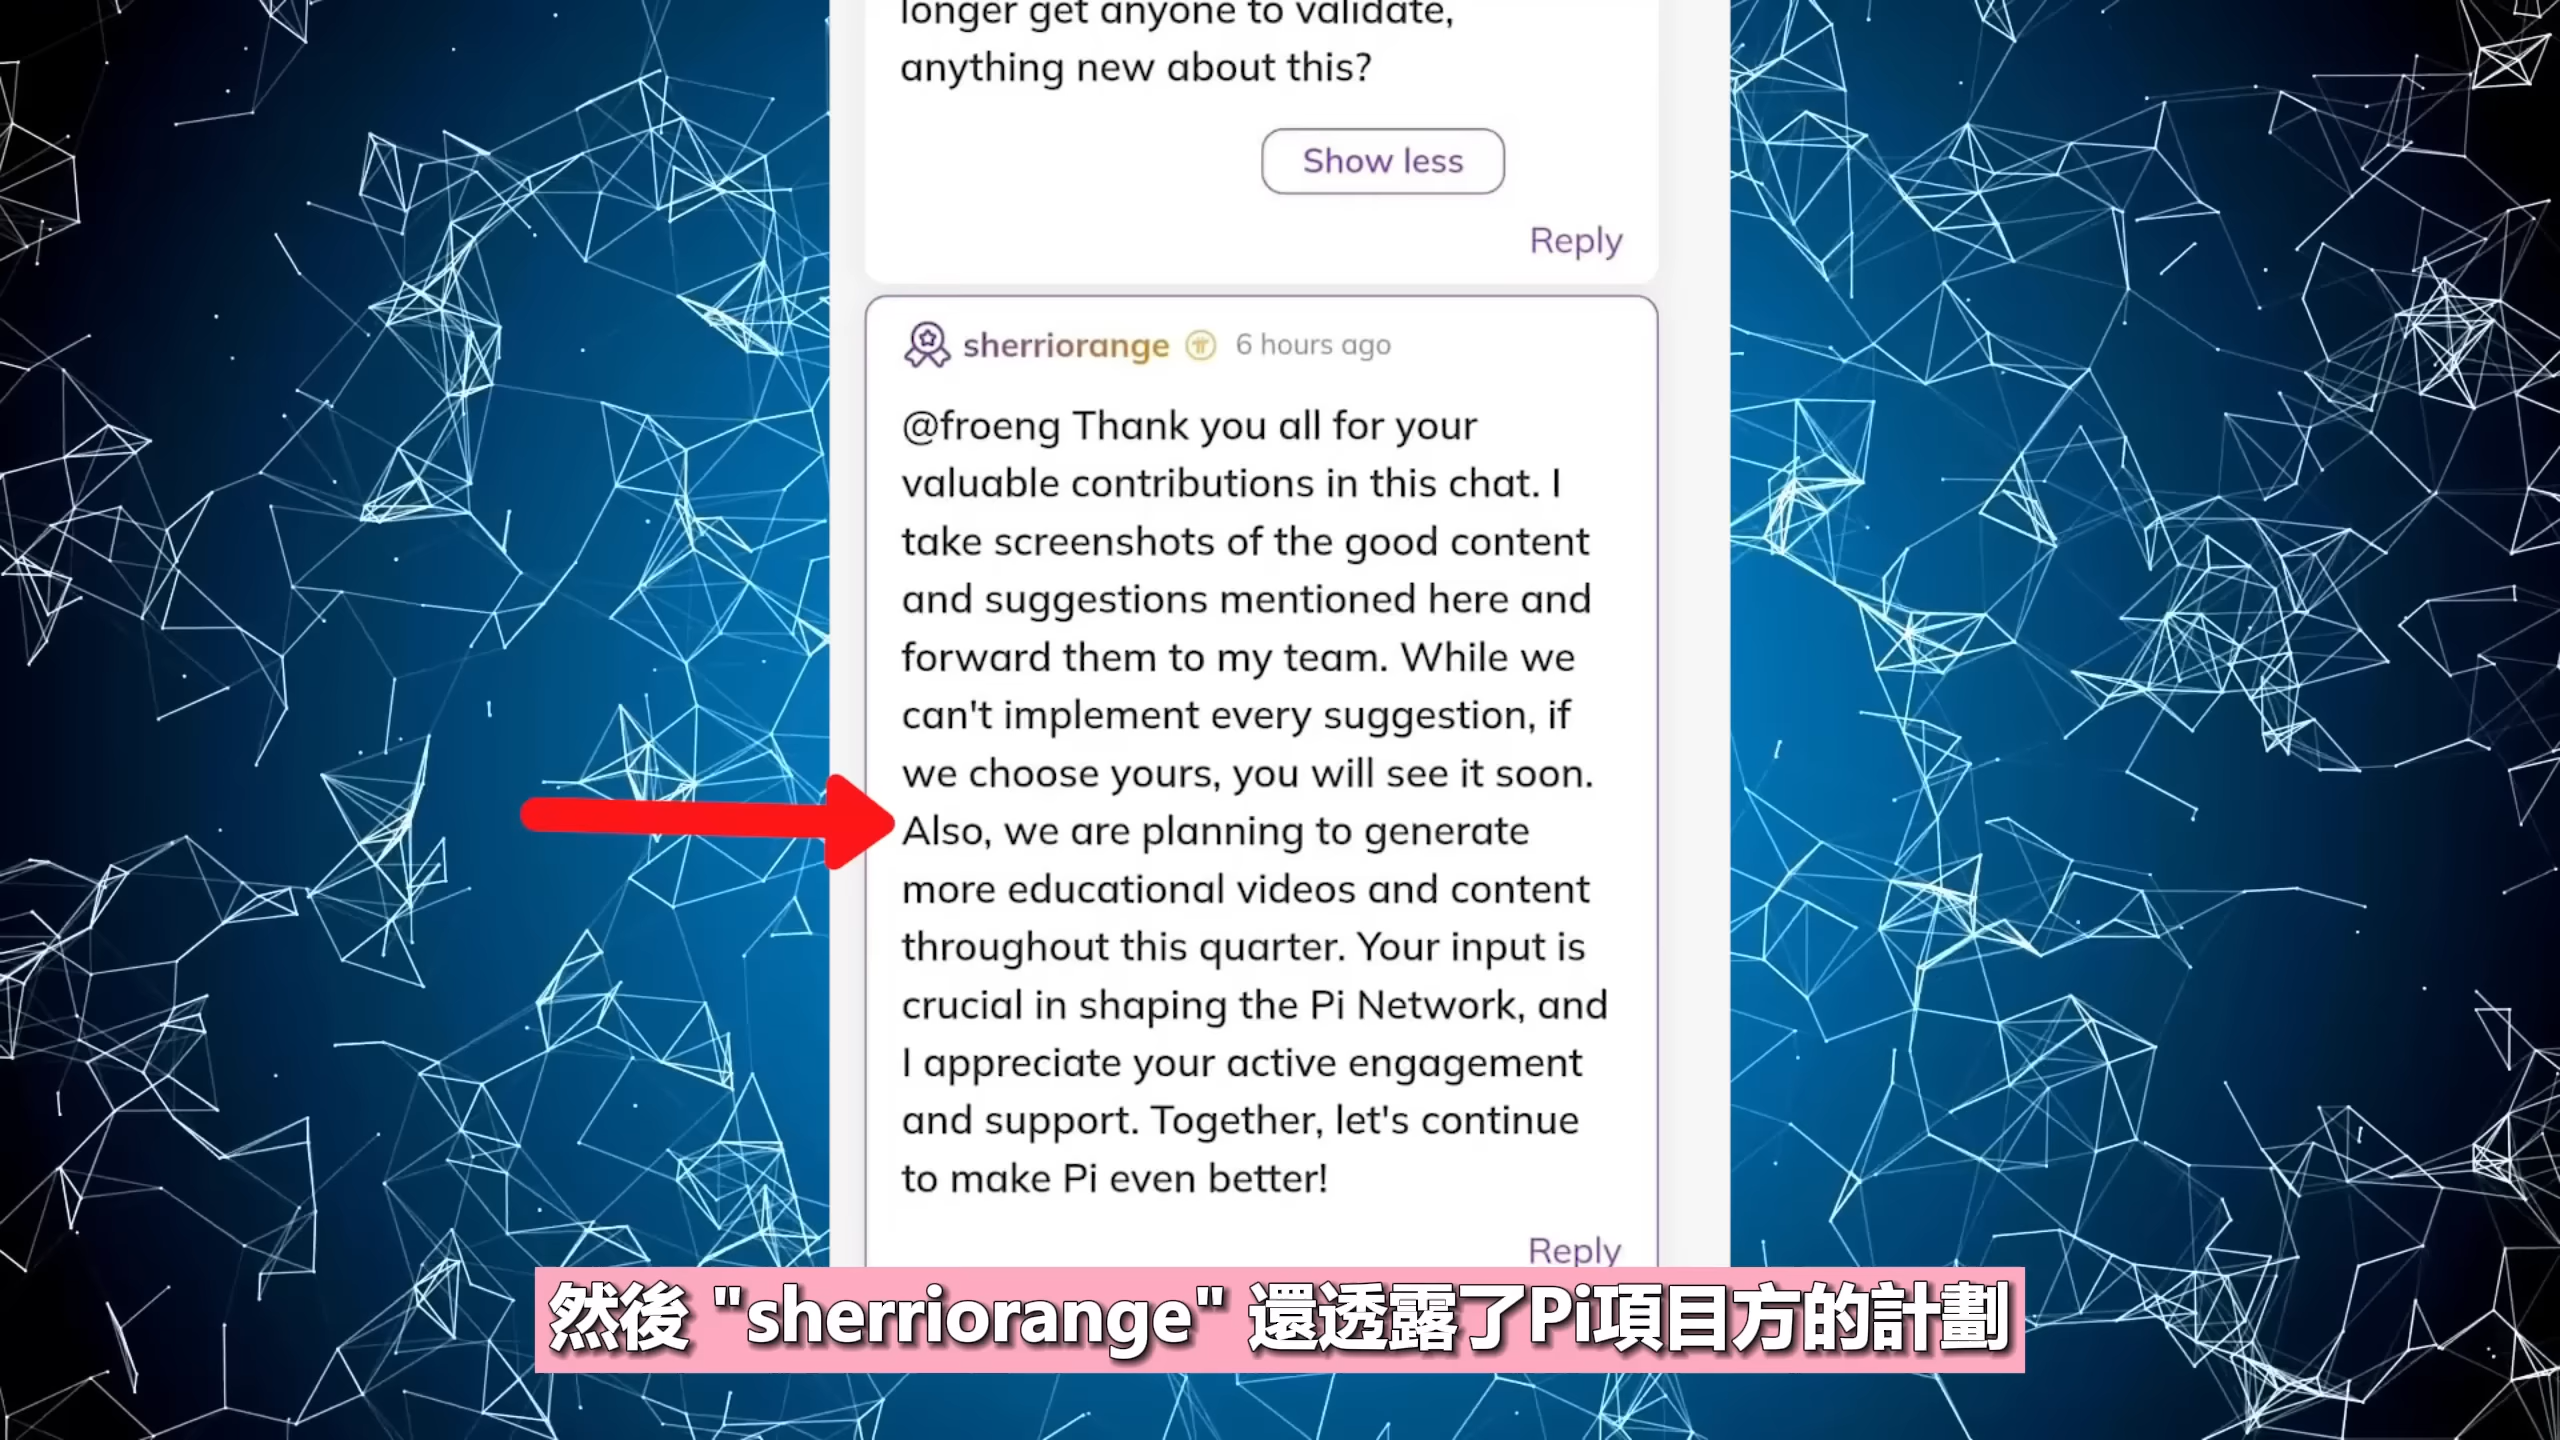 longer get anyone to validate,
anything new about this?
Show less
Reply
sherriorange 6 hours ago
@froeng Thank you all for your
valuable contributions in this chat. I
take screenshots of the good content
and suggestions mentioned here and
forward them to my team. While we
can't implement every suggestion, if
we choose yours, you will see it soon.
Also, we are planning to generate
more educational videos and content
throughout this quarter. Your input is
crucial in shaping the Pi Network, and
I appreciate your active engagement
and support. Together, let's continue
to make Pi even better!
Reply
然後 "sherriorange" 還透露了Pi項目方的計劃